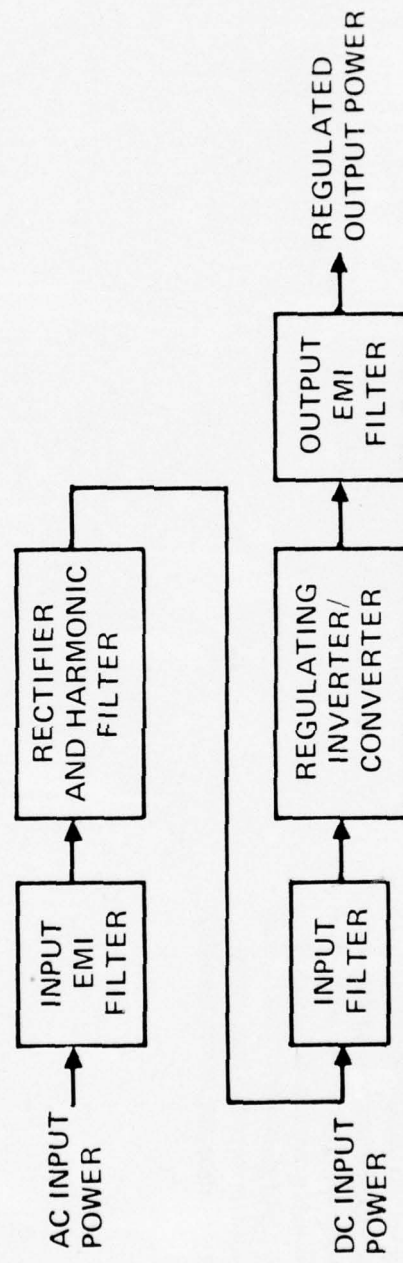 AC INPUT
POWER
INPUT
EMI
FILTER
RECTIFIER
AND HARMONIC
FILTER
DC INPUT
POWER
INPUT
FILTER
REGULATING
INVERTER/
CONVERTER
OUTPUT
EMI
FILTER
REGULATED
OUTPUT POWER